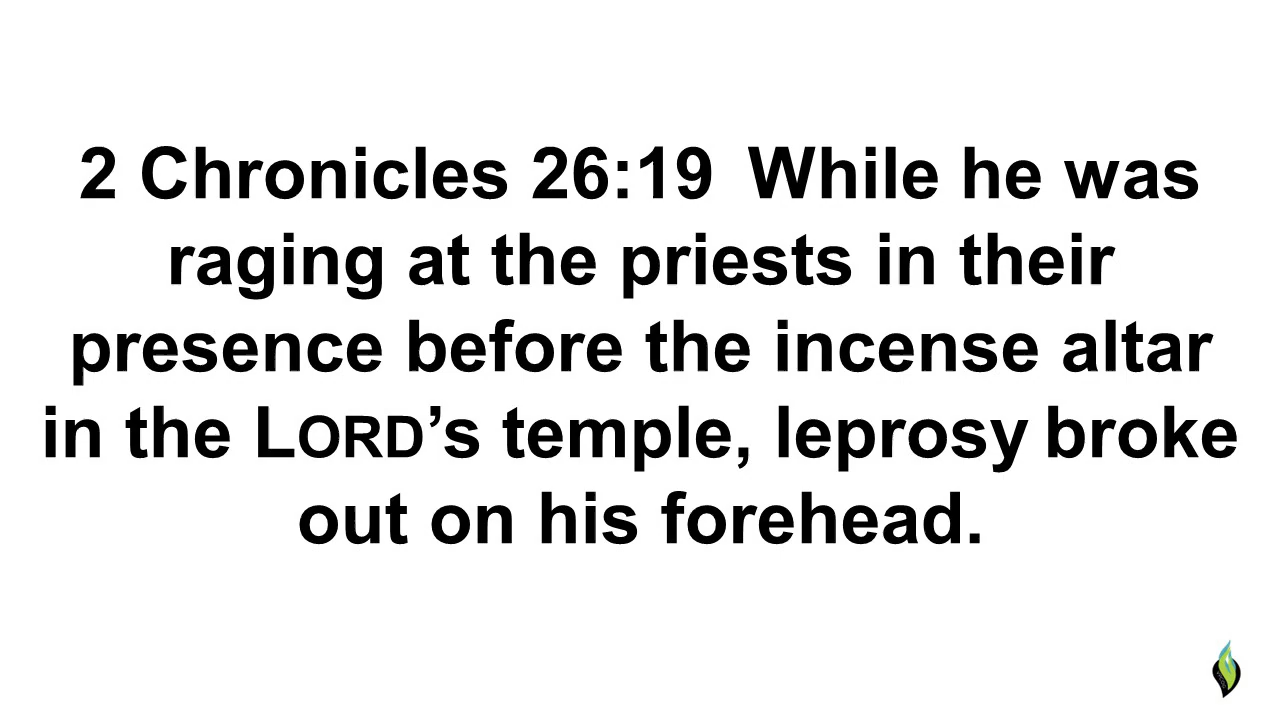 2 Chronicles 26:19 While he was
raging at the priests in their
presence before the incense altar
in the LORD’s temple, leprosy broke
out on his forehead.